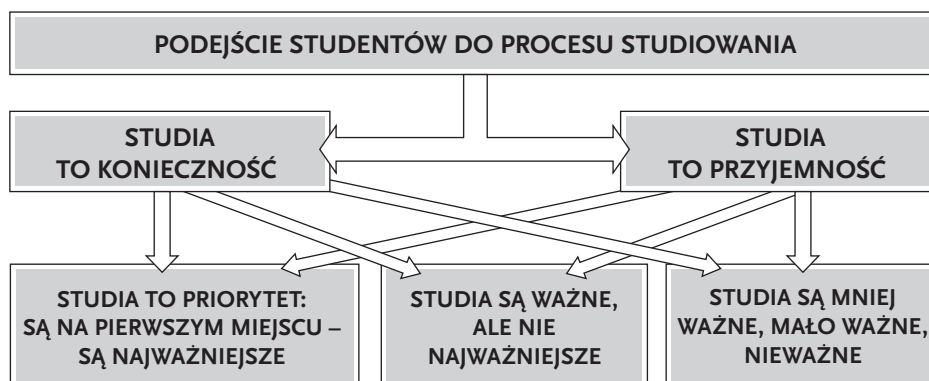 PODEJŚCIE STUDENTÓW DO PROCESU STUDIOWANIA
STUDIA
TO KONIECZNOŚĆ
STUDIA
TO PRZYJEMNOŚĆ
STUDIA TO PRIORYTET:
SĄ NA PIERWSZYM MIEJSCU –
SĄ NAJWAŻNIEJSZE
STUDIA SĄ WAŻNE,
ALE NIE
NAJWAŻNIEJSZE
STUDIA SĄ MNIEJ
WAŻNE, MAŁO WAŻNE,
NIEWAŻNE